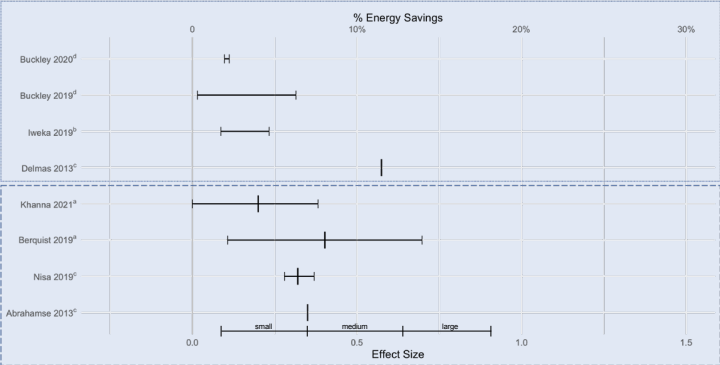 % Energy Savings
0 10% 20% 30%
Buckley 2020ᵈ
Buckley 2019ᵈ
Iweka 2019ᵇ
Delmas 2013ᶜ
Khanna 2021ᵃ
Berquist 2019ᵃ
Nisa 2019ᶜ
Abrahamse 2013ᶜ
small medium large
0.0 0.5 1.0 1.5
Effect Size